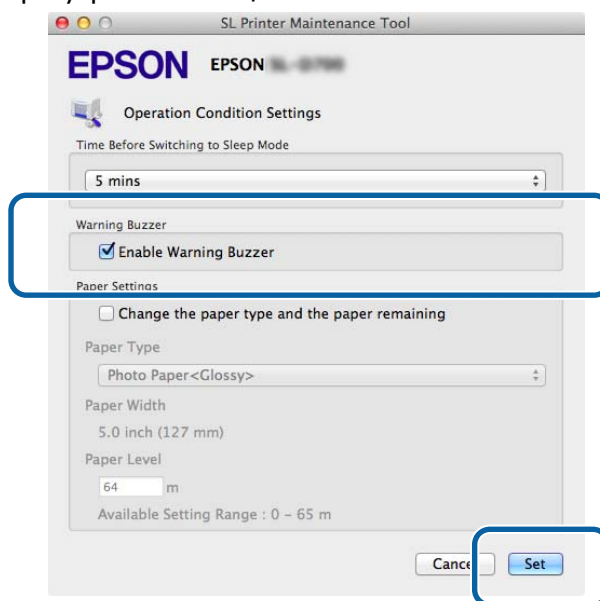 SL Printer Maintenance Tool
EPSON EPSON
Operation Condition Settings
Time Before Switching to Sleep Mode
5 mins
Warning Buzzer
Enable Warning Buzzer
Paper Settings
Change the paper type and the paper remaining
Paper Type
Photo Paper<Glossy>
Paper Width
5.0 inch (127 mm)
Paper Level
64 m
Available Setting Range : 0 – 65 m
Cancel Set